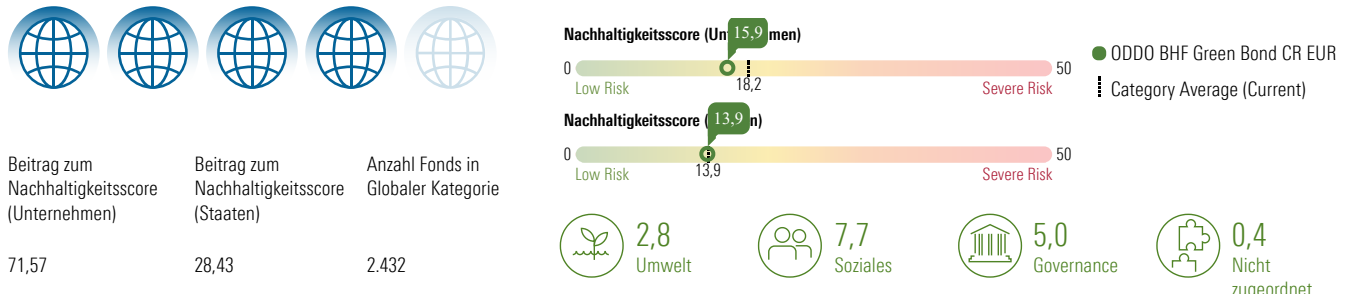 Beitrag zum
Nachhaltigkeitsscore
(Unternehmen)
71,57
Beitrag zum
Nachhaltigkeitsscore
(Staaten)
28,43
Anzahl Fonds in
Globaler Kategorie
2.432
Nachhaltigkeitsscore (Un men)
15,9
0
50
Low Risk
18,2
Severe Risk
Nachhaltigkeitsscore ( n)
13,9
0
50
Low Risk
13,9
Severe Risk
ODDO BHF Green Bond CR EUR
Category Average (Current)
2,8
Umwelt
7,7
Soziales
5,0
Governance
0,4
Nicht
zugeordnet